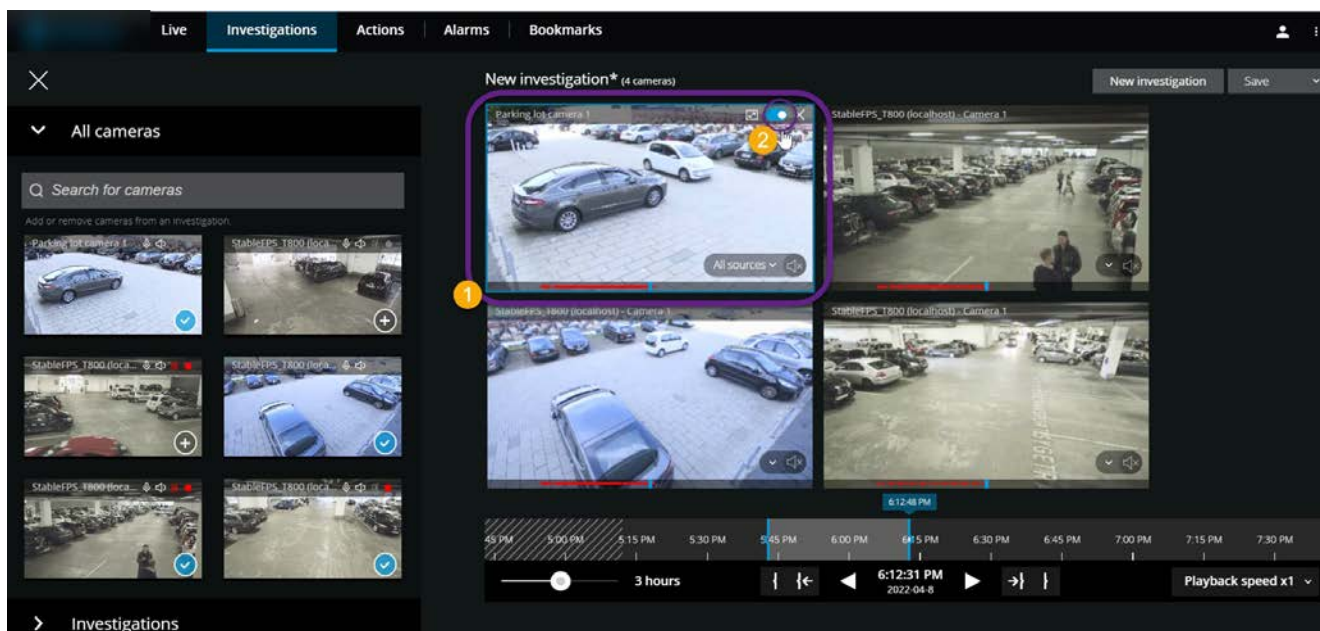 Live Investigations Actions Alarms Bookmarks
New investigation* (4 cameras)
New investigation Save
All cameras
Search for cameras
Add or remove cameras from an investigation.
Parking lot camera 1
StableFPS_T800 (loca...
StableFPS_T800 (loca...
StableFPS_T800 (loca...
StableFPS_T800 (loca...
StableFPS_T800 (loca...
Investigations
Parking lot camera 1
2
All sources
1
StableFPS_T800 (localhost) - Camera 1
StableFPS_T800 (localhost) - Camera 1
StableFPS_T800 (localhost) - Camera 1
6:12:48 PM
45 PM 5:00 PM 5:15 PM 5:30 PM 5:45 PM 6:00 PM 6:15 PM 6:30 PM 6:45 PM 7:00 PM 7:15 PM 7:30 PM
3 hours
6:12:31 PM
2022-04-8
Playback speed x1